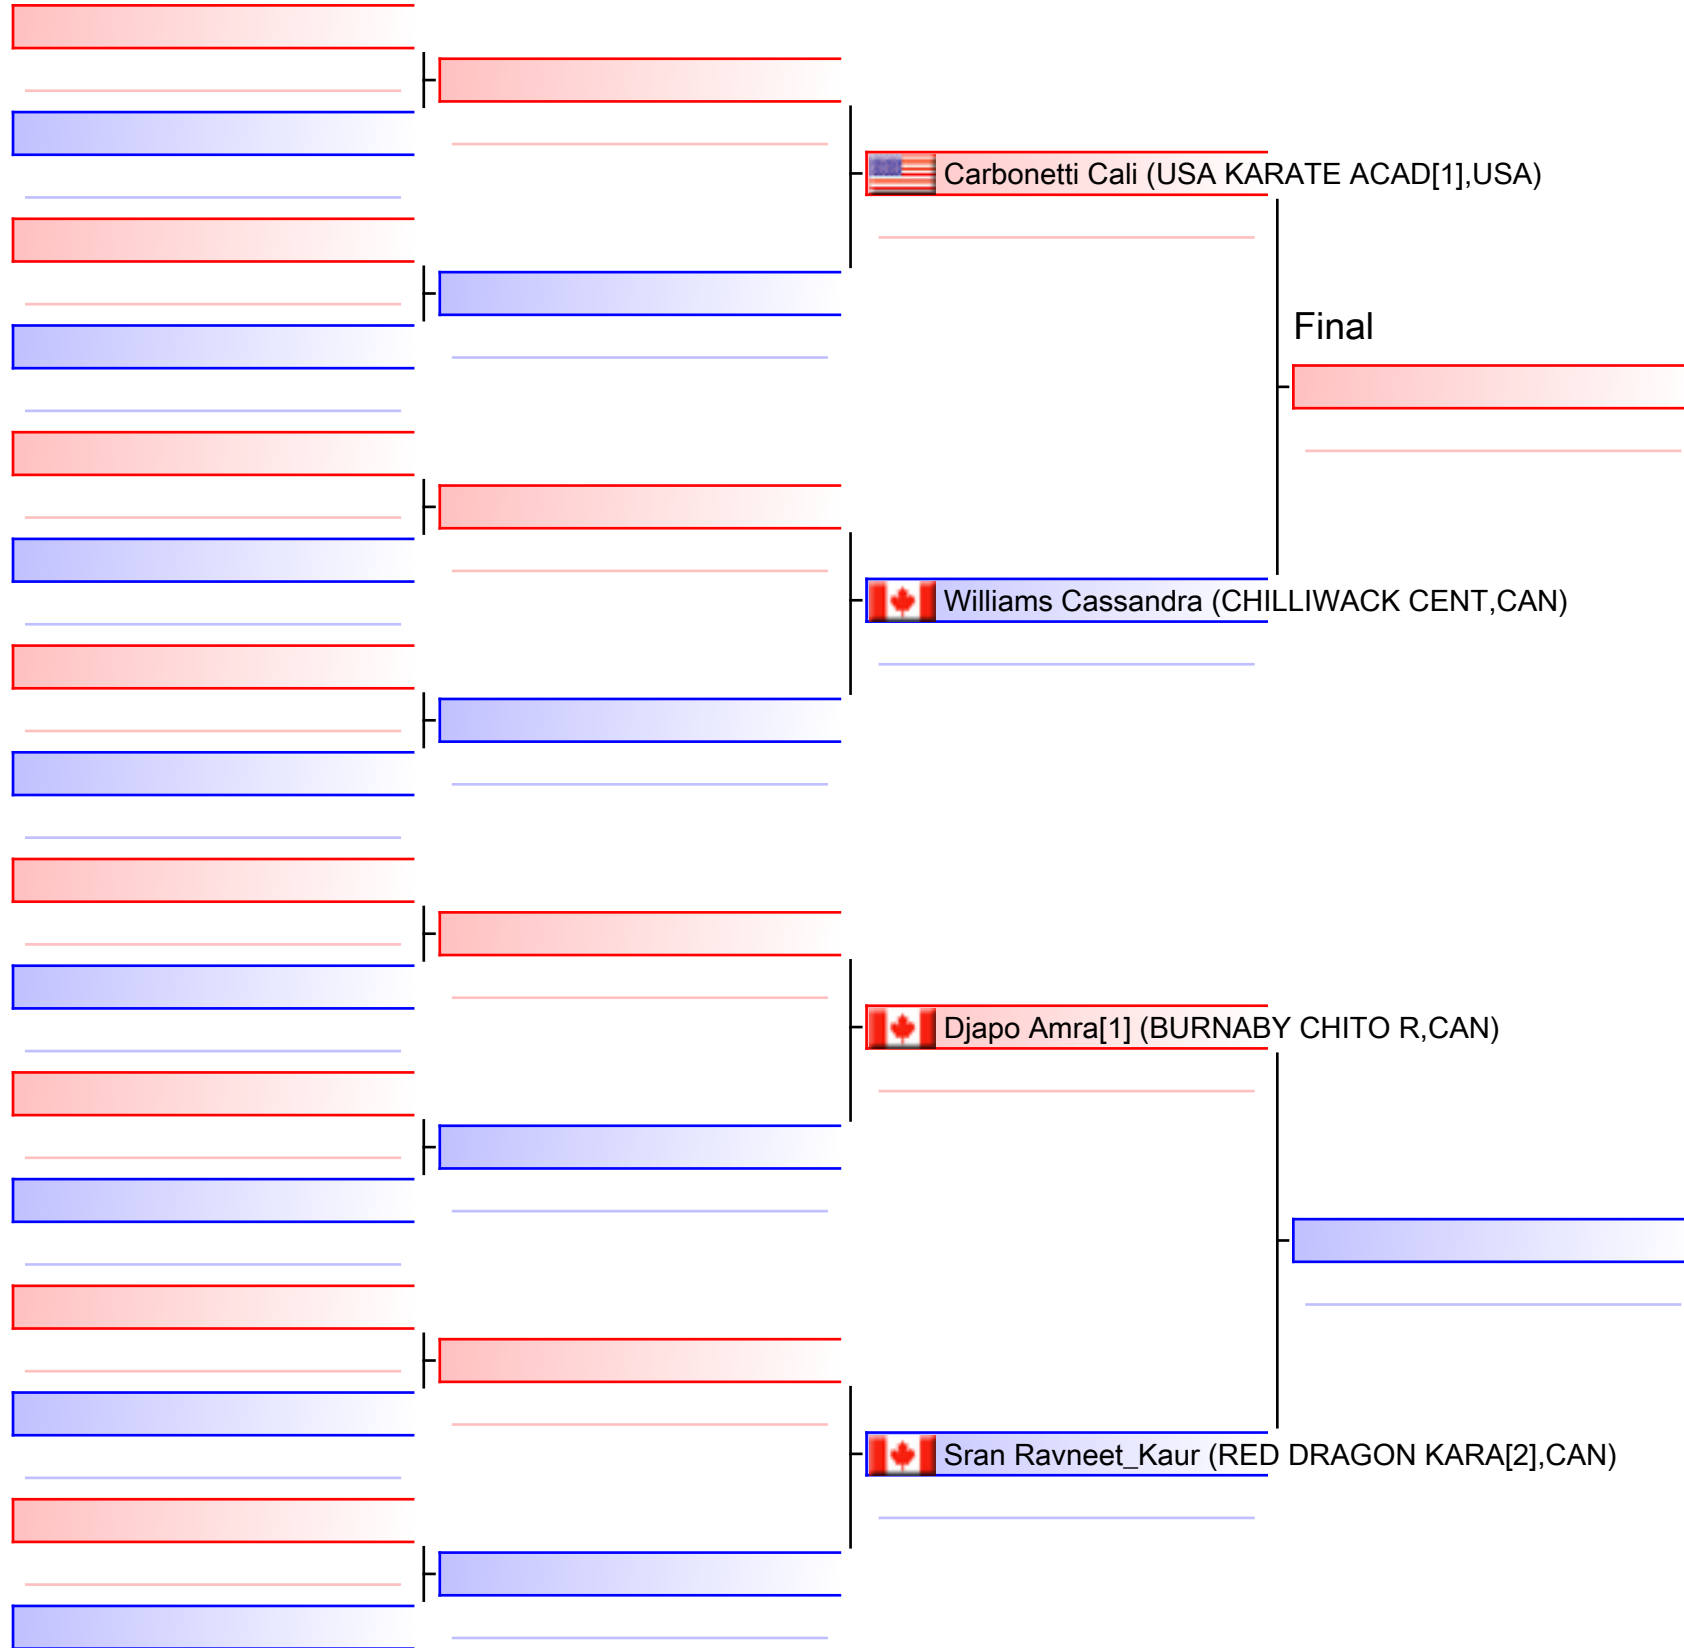 Carbonetti Cali (USA KARATE ACAD[1],USA)
Final
Williams Cassandra (CHILLIWACK CENT,CAN)
Djapo Amra[1] (BURNABY CHITO R,CAN)
Sran Ravneet_Kaur (RED DRAGON KARA[2],CAN)